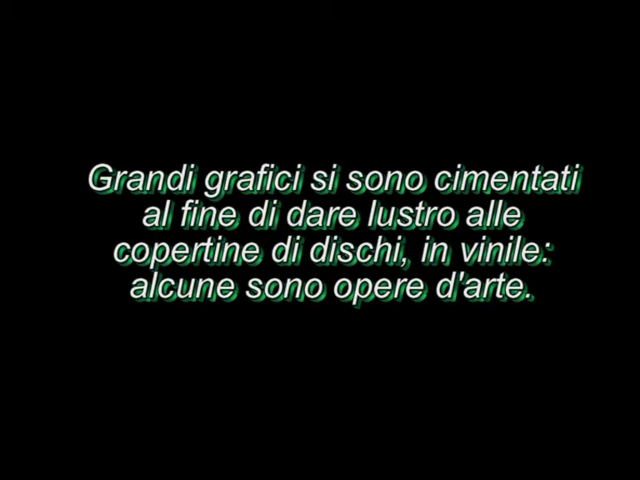 Grandi grafici si sono cimentati
al fine di dare lustro alle
copertine di dischi, in vinile:
alcune sono opere d'arte.